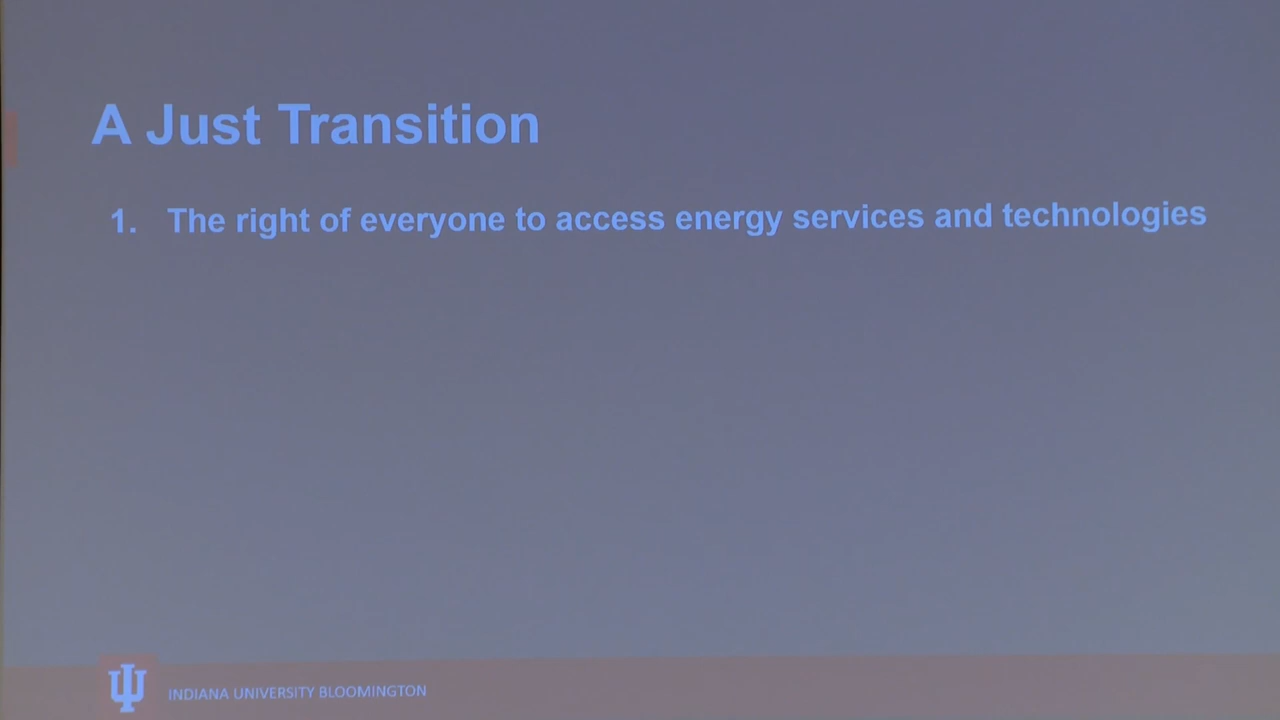 A Just Transition
1. The right of everyone to access energy services and technologies
INDIANA UNIVERSITY BLOOMINGTON